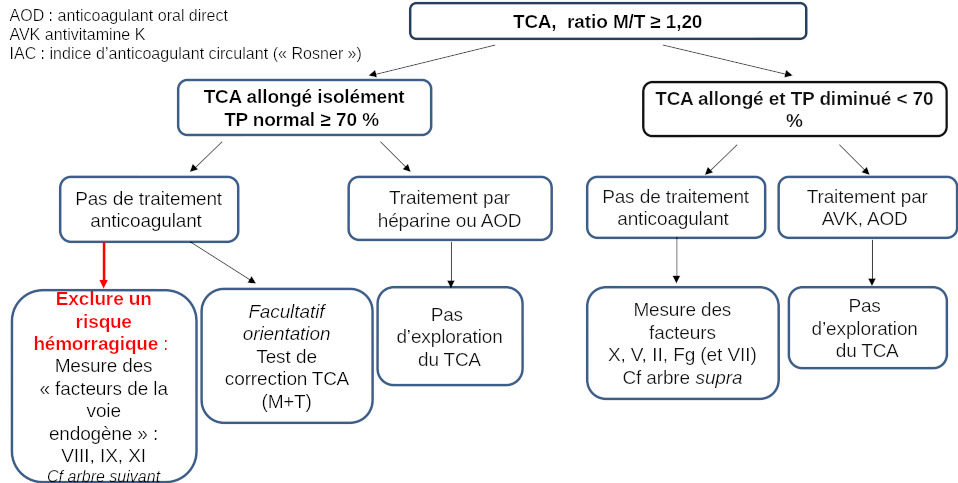 AOD : anticoagulant oral direct
AVK antivitamine K
IAC : indice d’anticoagulant circulant (« Rosner »)
TCA, ratio M/T ≥ 1,20
TCA allongé isolément
TP normal ≥ 70 %
TCA allongé et TP diminué < 70
%
Pas de traitement
anticoagulant
Traitement par
héparine ou AOD
Pas de traitement
anticoagulant
Traitement par
AVK, AOD
Exclure un
risque
hémorragique :
Mesure des
« facteurs de la
voie
endogène » :
VIII, IX, XI
Cf arbre suivant
Facultatif
orientation
Test de
correction TCA
(M+T)
Pas
d’exploration
du TCA
Mesure des
facteurs
X, V, II, Fg (et VII)
Cf arbre supra
Pas
d’exploration
du TCA